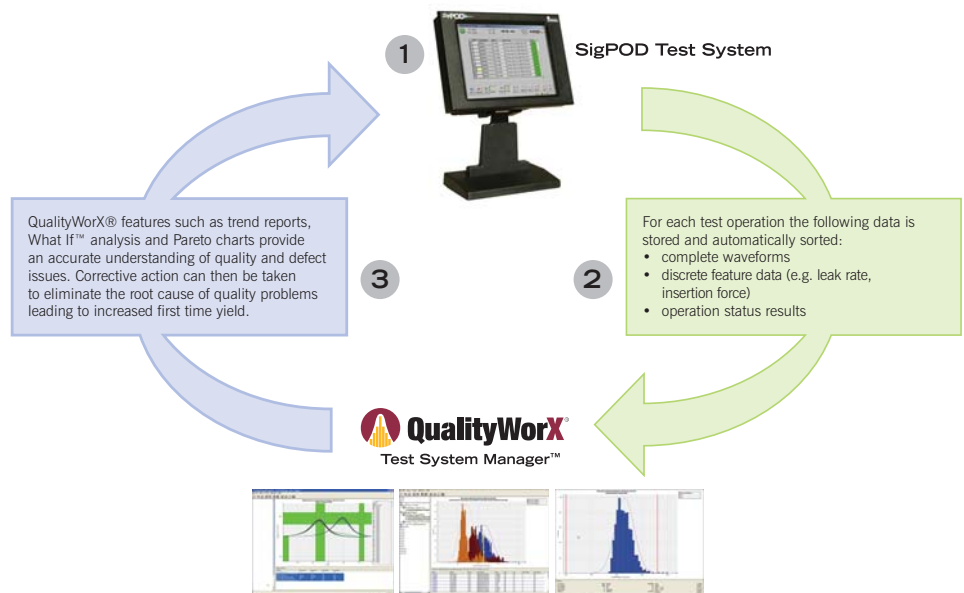 1
SigPOD
SigPOD Test System
QualityWorX® features such as trend reports,
What If™ analysis and Pareto charts provide
an accurate understanding of quality and defect
issues. Corrective action can then be taken
to eliminate the root cause of quality problems
leading to increased first time yield.
3
2
For each test operation the following data is
stored and automatically sorted:
• complete waveforms
• discrete feature data (e.g. leak rate,
insertion force)
• operation status results
QualityWorX®
Test System Manager™